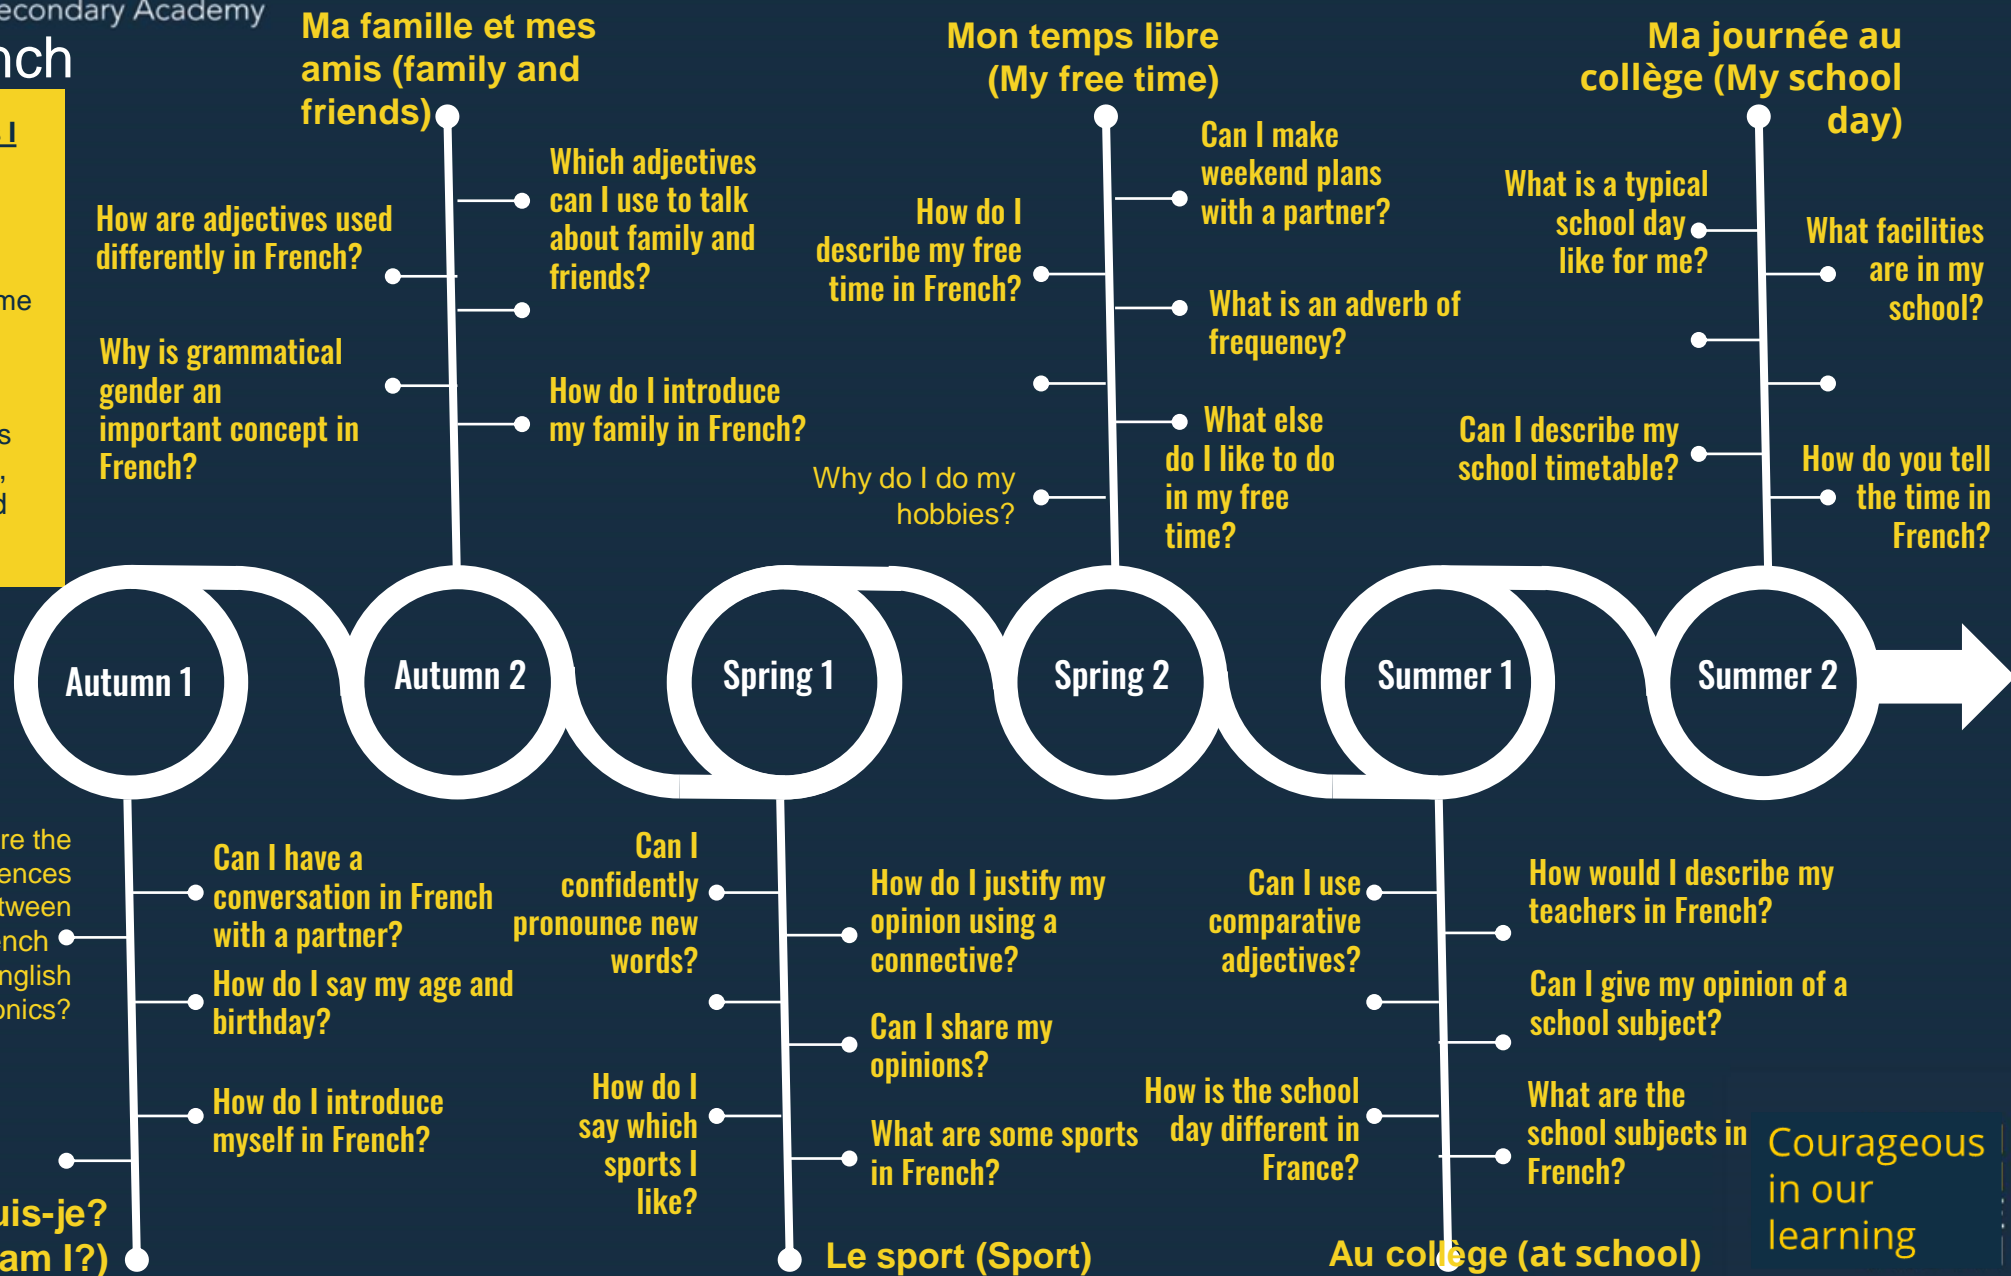 Secondary Academy
Ma famille et mes
amis (family and
friends)
Mon temps libre
(My free time)
Ma journée au
collège (My school
day)
Which adjectives
can I use to talk
about family and
friends?
How are adjectives used
differently in French?
Why is grammatical
gender an
important concept in
French?
How do I introduce
my family in French?
Can I make
weekend plans
with a partner?
How do I
describe my free
time in French?
What is an adverb of
frequency?
What else
do I like to do
in my free
time?
Why do I do my
hobbies?
What is a typical
school day
like for me?
What facilities
are in my
school?
Can I describe my
school timetable?
How do you tell
the time in
French?
Autumn 1
Autumn 2
Spring 1
Spring 2
Summer 1
Summer 2
the
Can I have a
conversation in French
with a partner?
How do I say my age and
birthday?
How do I introduce
myself in French?
am I?)
Can I
confidently
pronounce new
words?
How do I
say which
sports I
like?
How do I justify my
opinion using a
connective?
Can I share my
opinions?
What are some sports
in French?
Le sport (Sport)
Can I use
comparative
adjectives?
How is the school
day different in
France?
How would I describe my
teachers in French?
Can I give my opinion of a
school subject?
What are the
school subjects in
French?
Au collège (at school)
Courageous
in our
learning